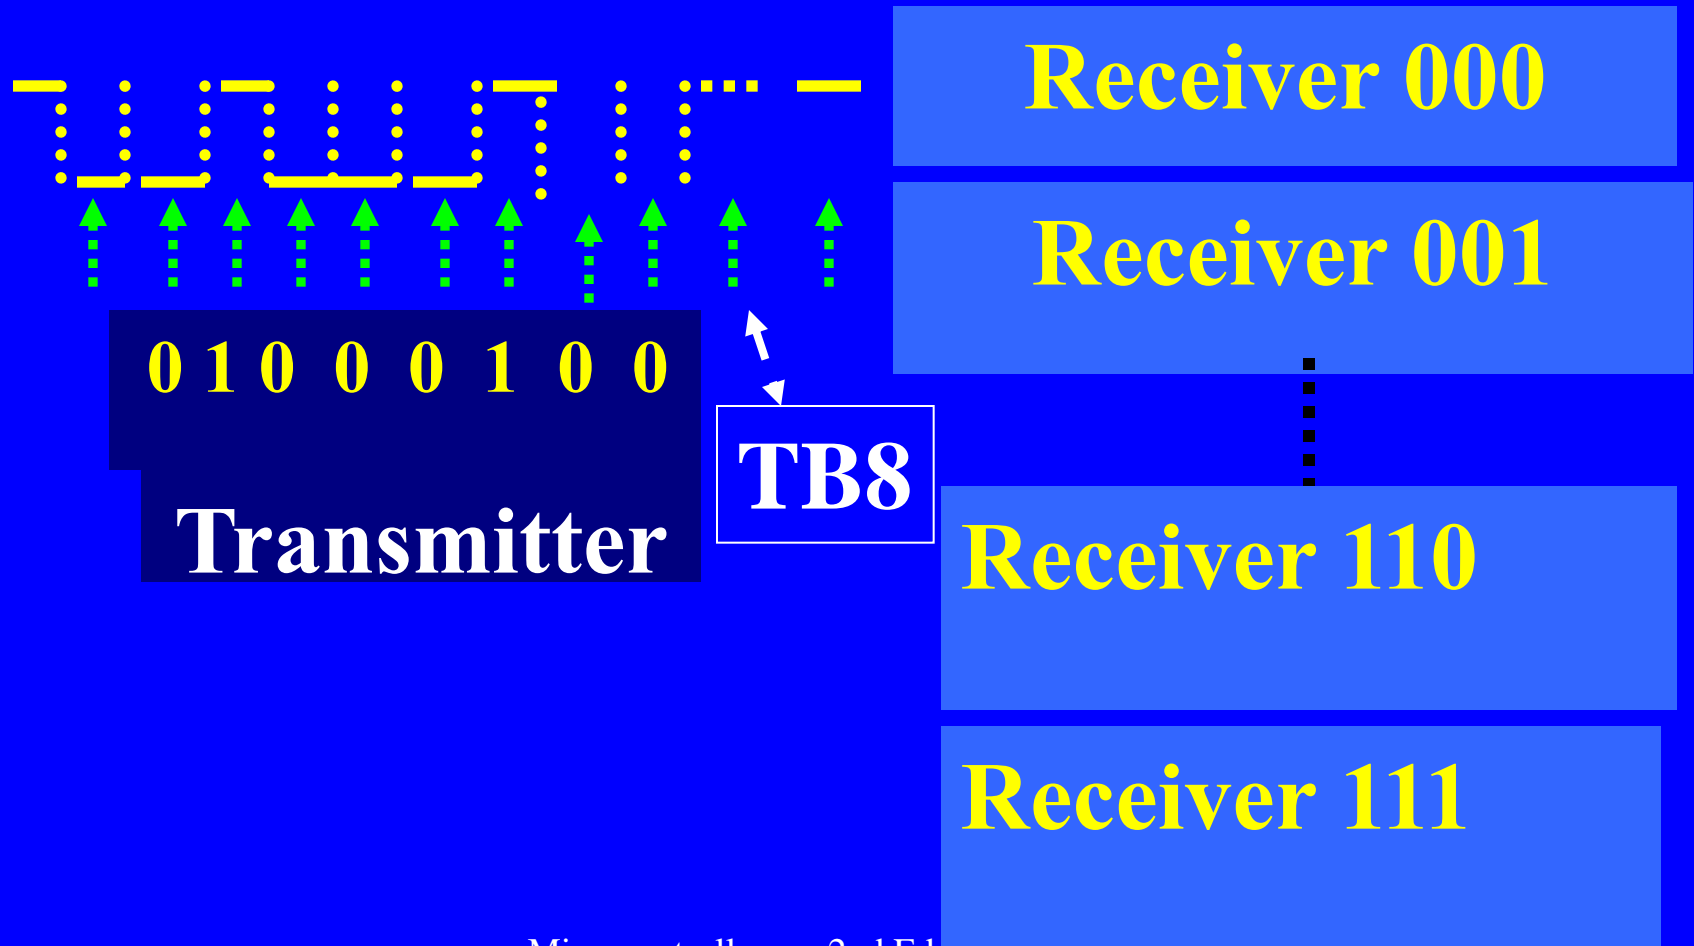 Receiver 000
Receiver 001
0 1 0 0 0 1 0 0
TB8
Transmitter
Receiver 110
Receiver 111